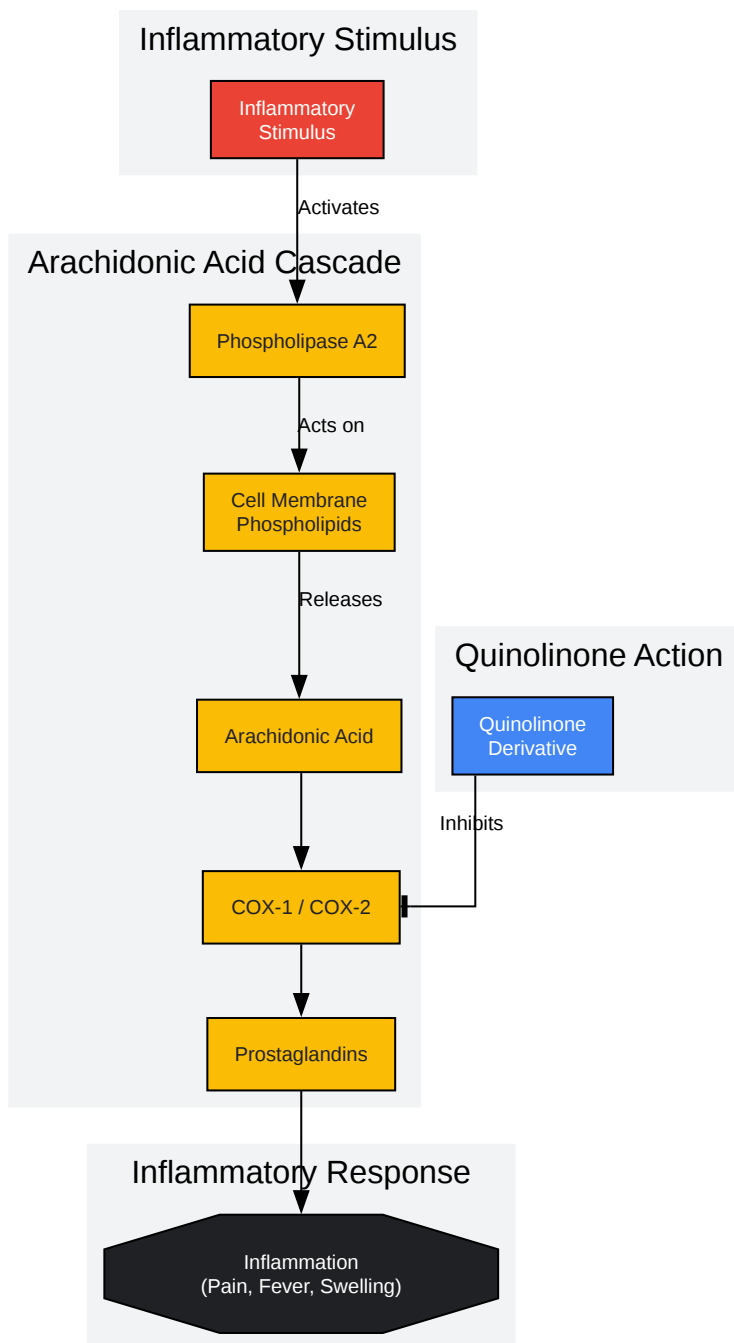 Inflammatory Stimulus
Inflammatory
Stimulus
Activates
Arachidonic Acid Cascade
Phospholipase A2
Acts on
Cell Membrane
Phospholipids
Releases
Quinolinone Action
Quinolinone
Derivative
Arachidonic Acid
Inhibits
COX-1 / COX-2
Prostaglandins
Inflammatory Response
Inflammation
(Pain, Fever, Swelling)